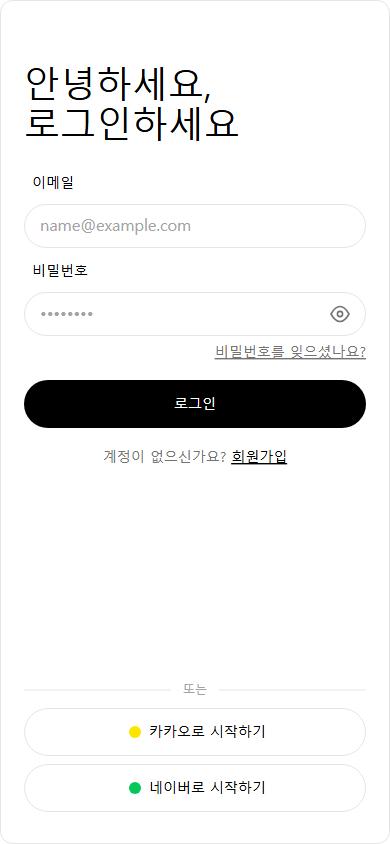 안녕하세요,
로그인하세요
이메일
name@example.com
비밀번호
••••••••
비밀번호를 잊으셨나요?
로그인
계정이 없으신가요? 회원가입
또는
카카오로 시작하기
네이버로 시작하기